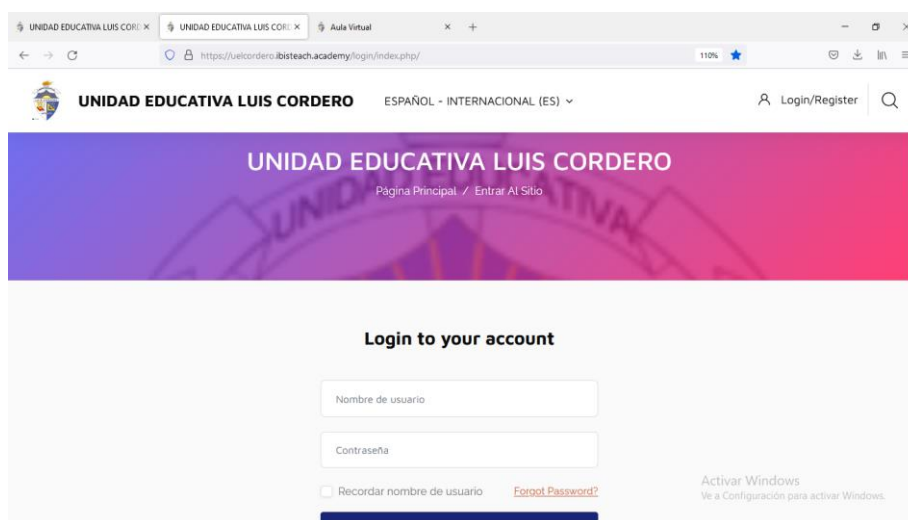 UNIDAD EDUCATIVA LUIS CORD
UNIDAD EDUCATIVA LUIS CORD
Aula Virtual
https://uelcordero.ibisteach.academy/login/index.php/
110%
UNIDAD EDUCATIVA LUIS CORDERO
ESPAÑOL - INTERNACIONAL (ES)
Login/Register
UNIDAD EDUCATIVA LUIS CORDERO
Página Principal / Entrar Al Sitio
UNIDAD EDUCATIVA
Login to your account
Nombre de usuario
Contraseña
Recordar nombre de usuario
Forgot Password?
Activar Windows
Ve a Configuración para activar Windows.